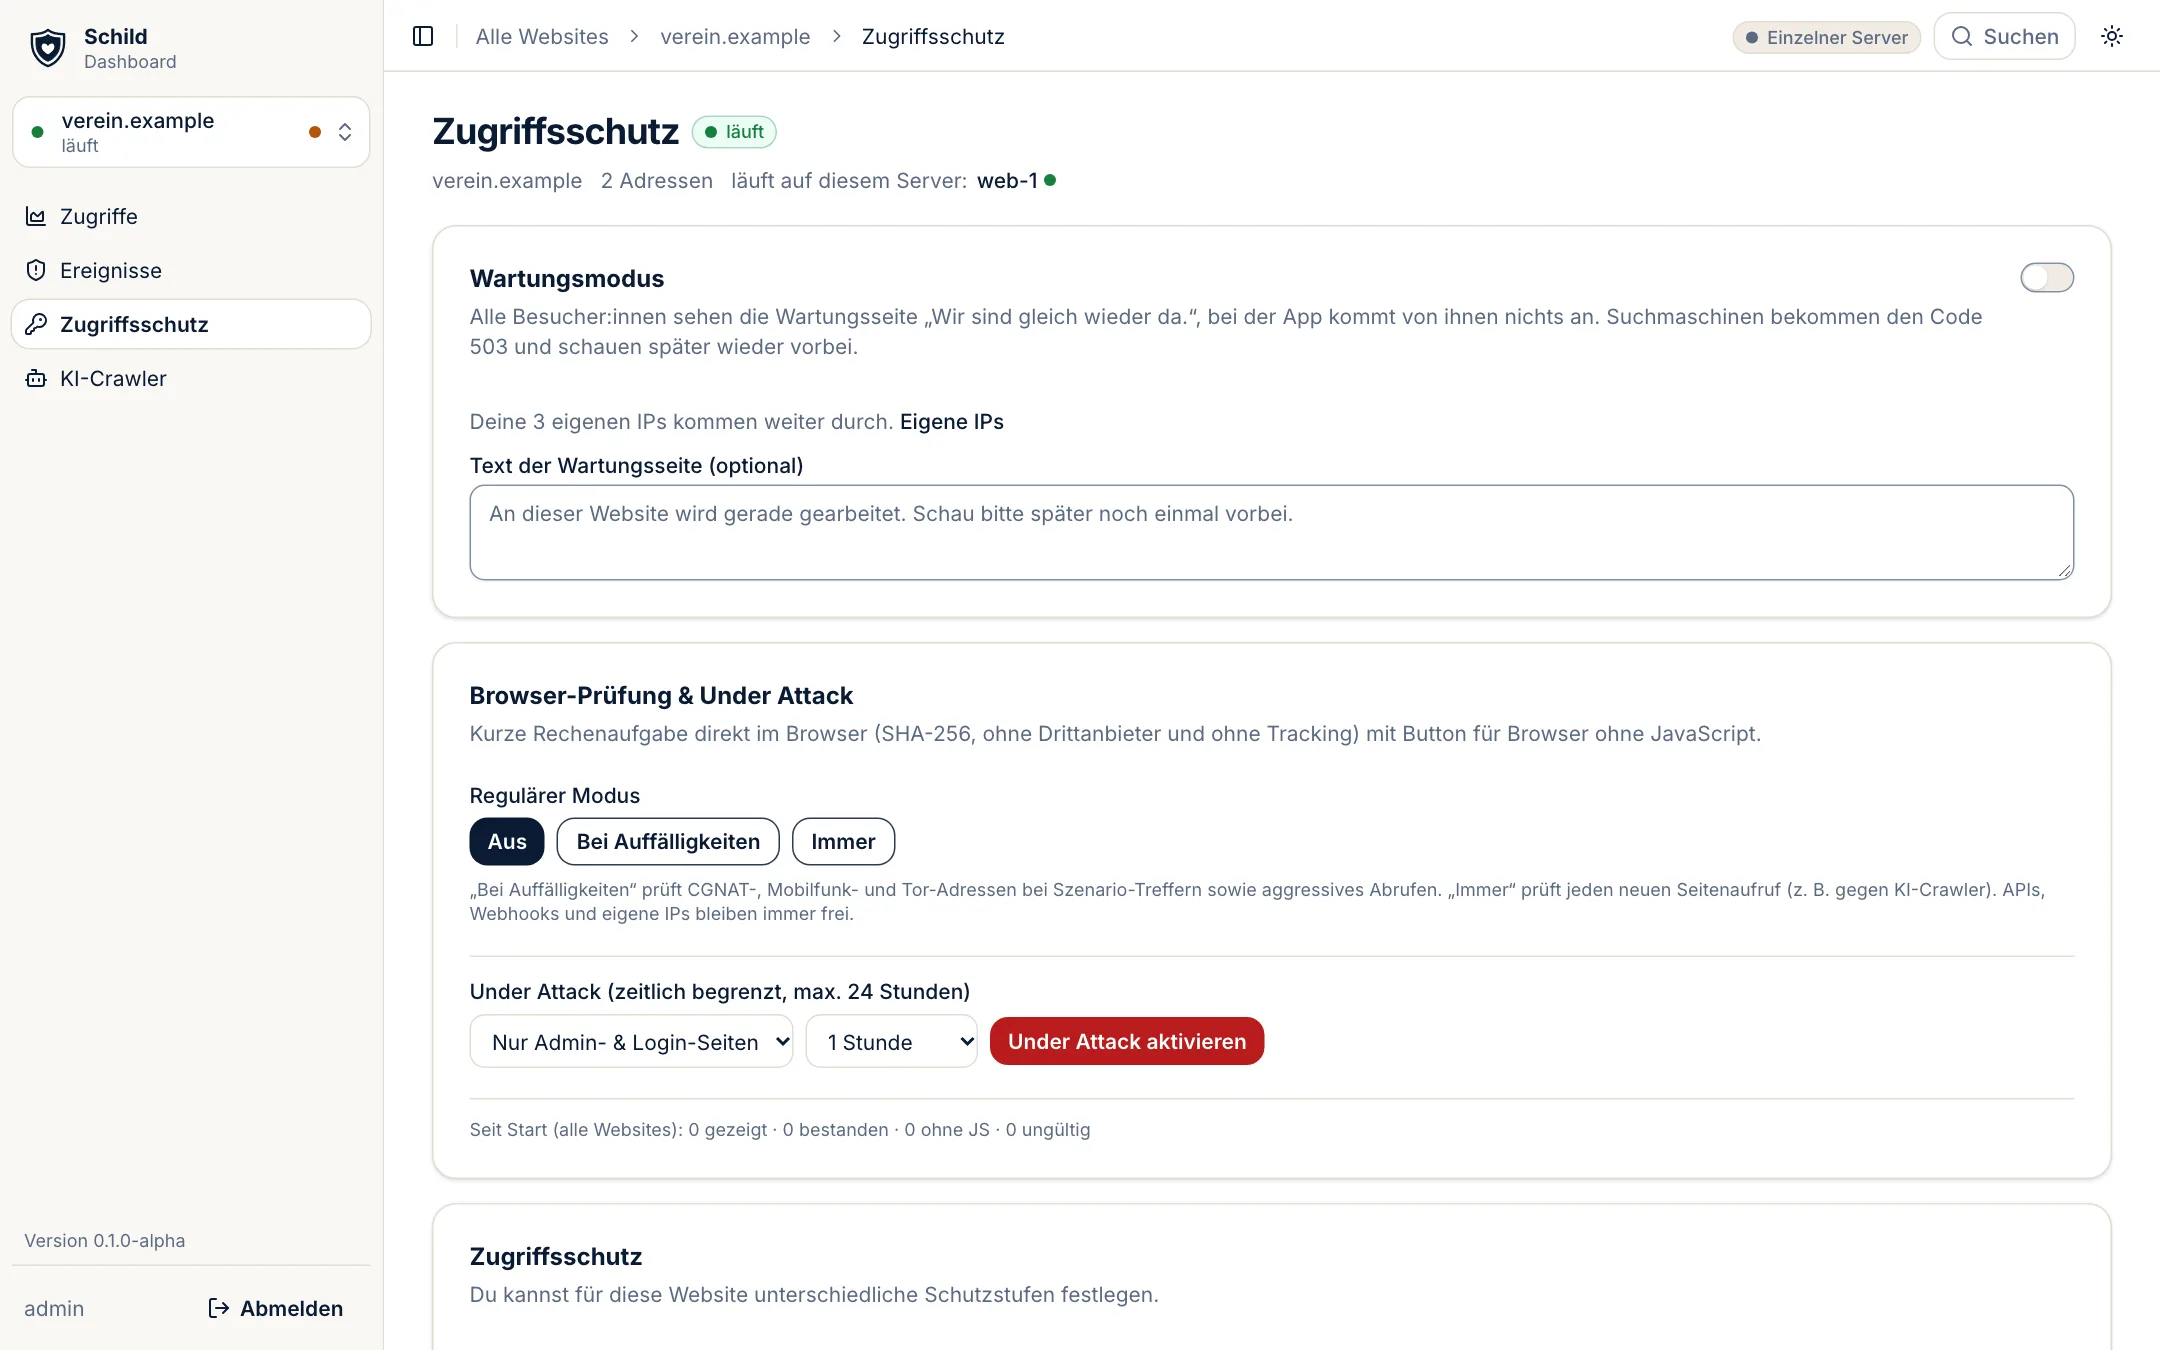 Schild
Dashboard
verein.example
läuft
Zugriffe
Ereignisse
Zugriffsschutz
KI-Crawler
Version 0.1.0-alpha
admin
Abmelden
Alle Websites > verein.example > Zugriffsschutz
Einzelner Server
Suchen
Zugriffsschutz
läuft
verein.example 2 Adressen läuft auf diesem Server: web-1
Wartungsmodus
Alle Besucher:innen sehen die Wartungsseite „Wir sind gleich wieder da.“, bei der App kommt von ihnen nichts an. Suchmaschinen bekommen den Code
503 und schauen später wieder vorbei.
Deine 3 eigenen IPs kommen weiter durch. Eigene IPs
Text der Wartungsseite (optional)
An dieser Website wird gerade gearbeitet. Schau bitte später noch einmal vorbei.
Browser-Prüfung & Under Attack
Kurze Rechenaufgabe direkt im Browser (SHA-256, ohne Drittanbieter und ohne Tracking) mit Button für Browser ohne JavaScript.
Regulärer Modus
Aus
Bei Auffälligkeiten
Immer
„Bei Auffälligkeiten“ prüft CGNAT-, Mobilfunk- und Tor-Adressen bei Szenario-Treffern sowie aggressives Abrufen. „Immer“ prüft jeden neuen Seitenaufruf (z. B. gegen KI-Crawler). APIs,
Webhooks und eigene IPs bleiben immer frei.
Under Attack (zeitlich begrenzt, max. 24 Stunden)
Nur Admin- & Login-Seiten
1 Stunde
Under Attack aktivieren
Seit Start (alle Websites): 0 gezeigt · 0 bestanden · 0 ohne JS · 0 ungültig
Zugriffsschutz
Du kannst für diese Website unterschiedliche Schutzstufen festlegen.